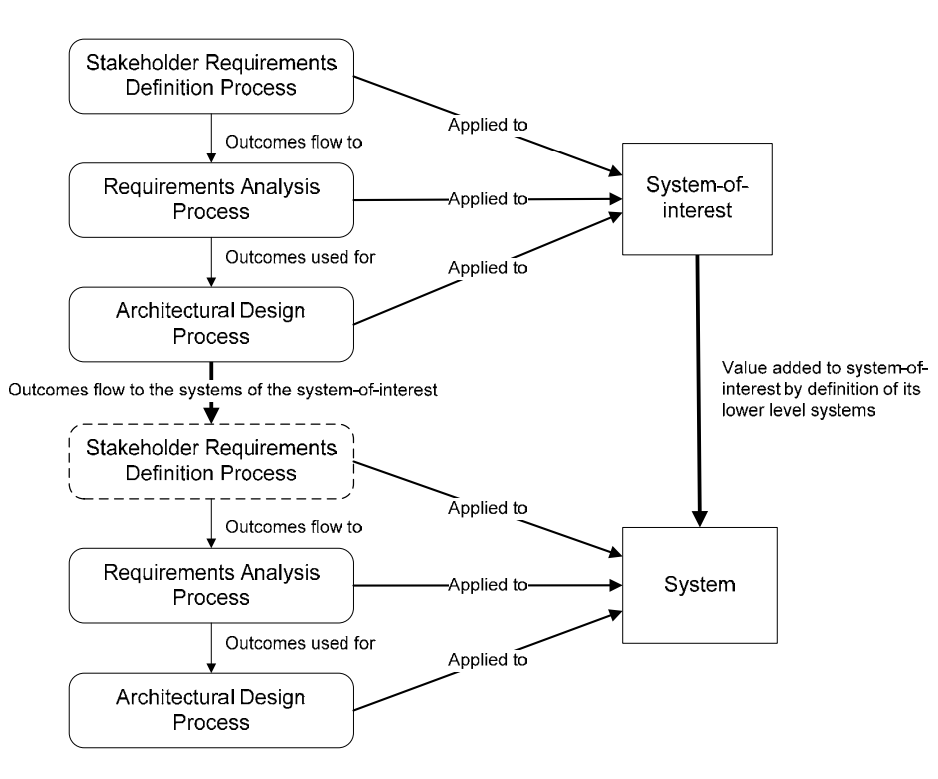 Stakeholder Requirements
Definition Process
Outcomes flow to
Applied to
Requirements Analysis
Process
Applied to
System-of-
interest
Outcomes used for
Applied to
Architectural Design
Process
Outcomes flow to the systems of the system-of-interest
Value added to system-of-
interest by definition of its
lower level systems
Stakeholder Requirements
Definition Process
Outcomes flow to
Applied to
Requirements Analysis
Process
Applied to
System
Outcomes used for
Applied to
Architectural Design
Process